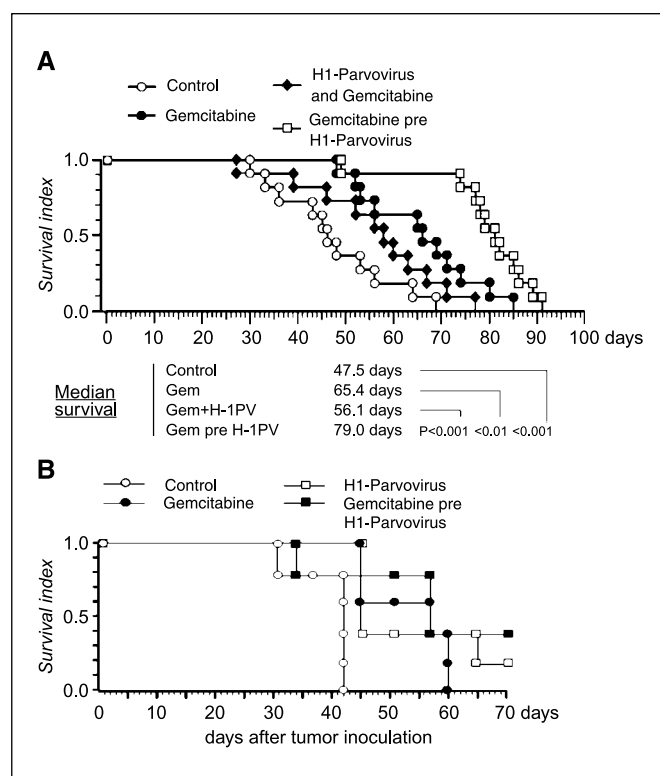 A
Control
Gemcitabine
H1-Parvovirus
and Gemcitabine
Gemcitabine pre
H1-Parvovirus
Survival index
1.0
0.5
0.0
0 10 20 30 40 50 60 70 80 90 100 days
Median
survival
Control 47.5 days
Gem 65.4 days
Gem+H-1PV 56.1 days
Gem pre H-1PV 79.0 days
P<0.001 <0.01 <0.001
B
Control
Gemcitabine
H1-Parvovirus
Gemcitabine pre
H1-Parvovirus
Survival index
1.0
0.5
0.0
0 10 20 30 40 50 60 70 days
days after tumor inoculation